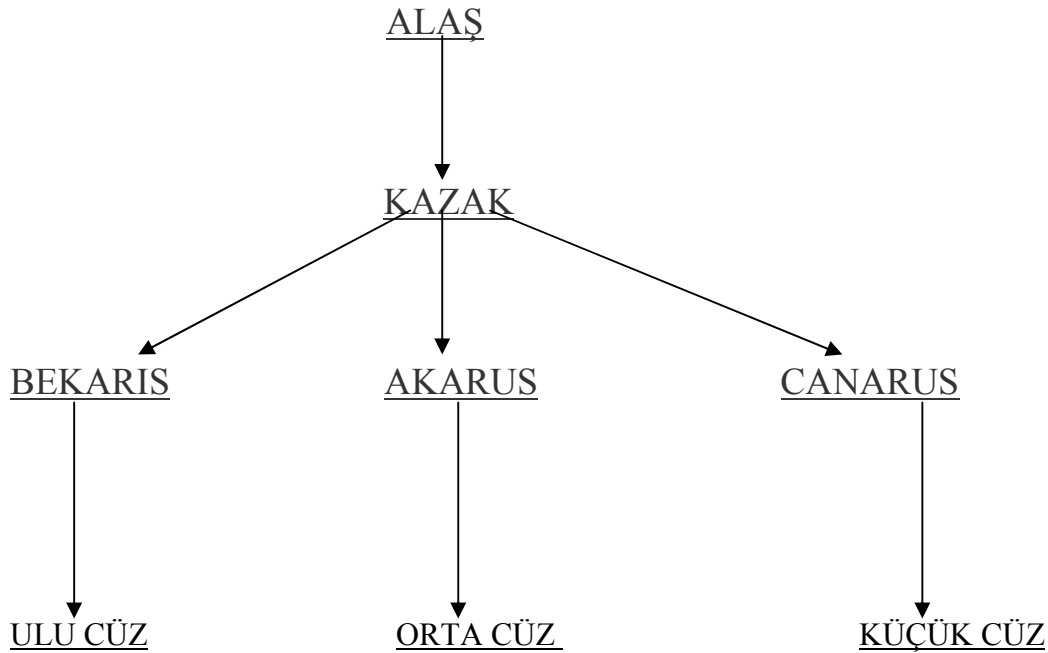 ALAŞ
KAZAK
BEKARIS AKARUS CANARUS
ULU CÜZ ORTA CÜZ KÜÇÜK CÜZ